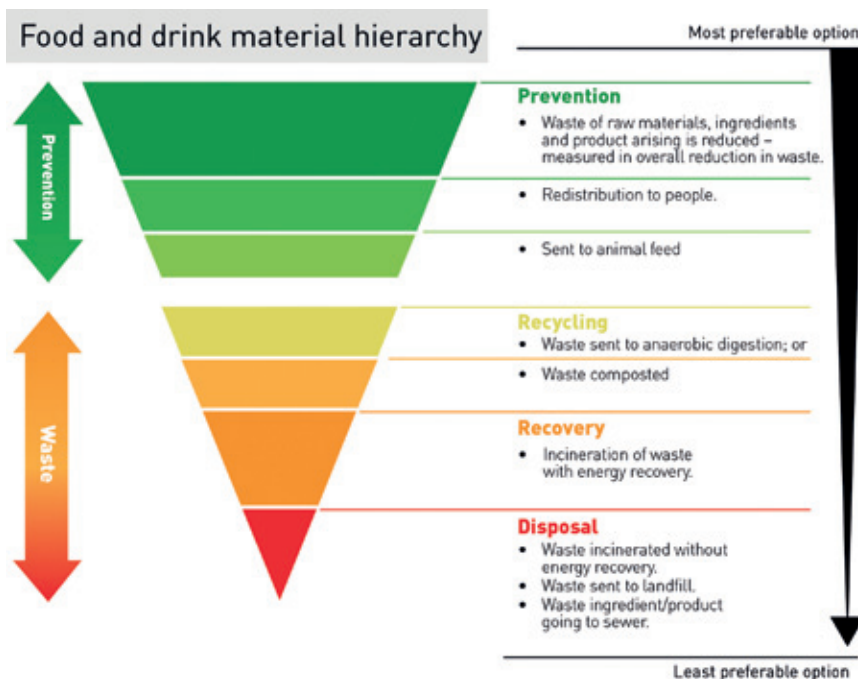 Food and drink material hierarchy
Most preferable option
Prevention
Prevention
• Waste of raw materials, ingredients
and product arising is reduced –
measured in overall reduction in waste.
• Redistribution to people.
• Sent to animal feed
Waste
Recycling
• Waste sent to anaerobic digestion; or
• Waste composted
Recovery
• Incineration of waste
with energy recovery.
Disposal
• Waste incinerated without
energy recovery.
• Waste sent to landfill.
• Waste ingredient/product
going to sewer.
Least preferable option